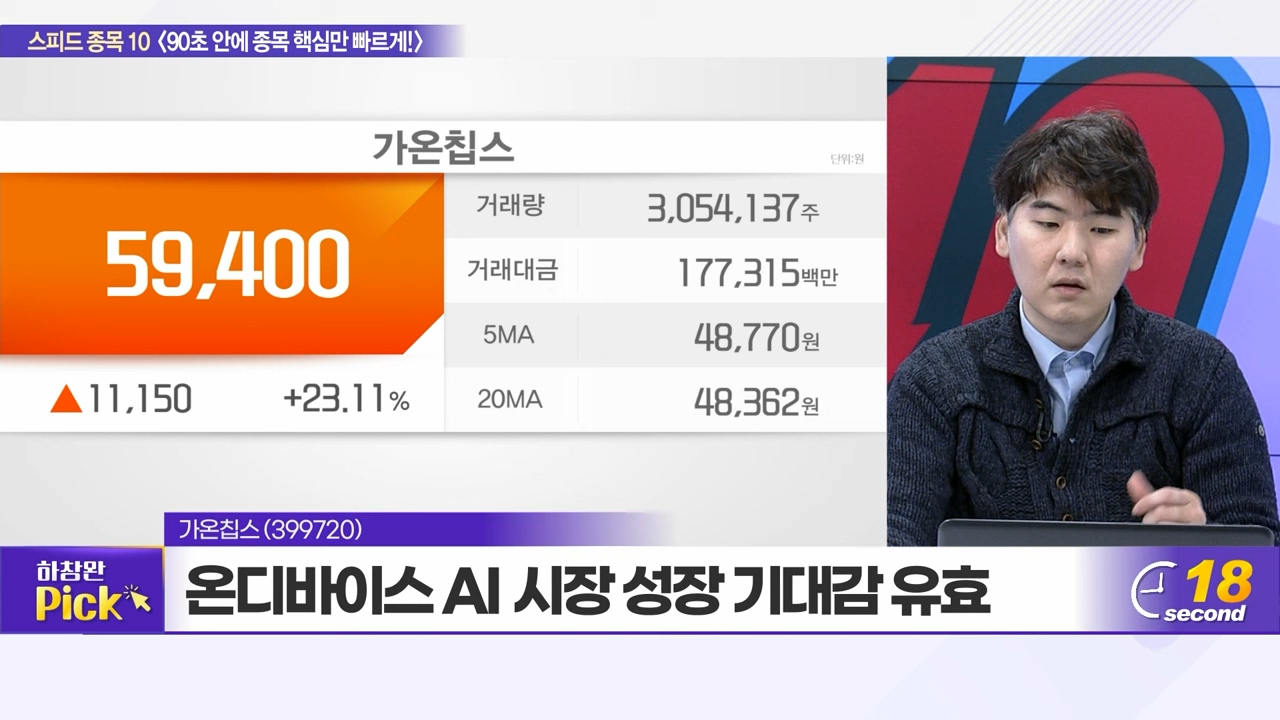 스피드 종목 10 〈90초 안에 종목 핵심만 빠르게!〉
가온칩스
단위:원
59,400
▲11,150 +23.11%
거래량 3,054,137주
거래대금 177,315백만
5MA 48,770원
20MA 48,362원
가온칩스 (399720)
하창완
Pick
온디바이스 AI 시장 성장 기대감 유효
18
second